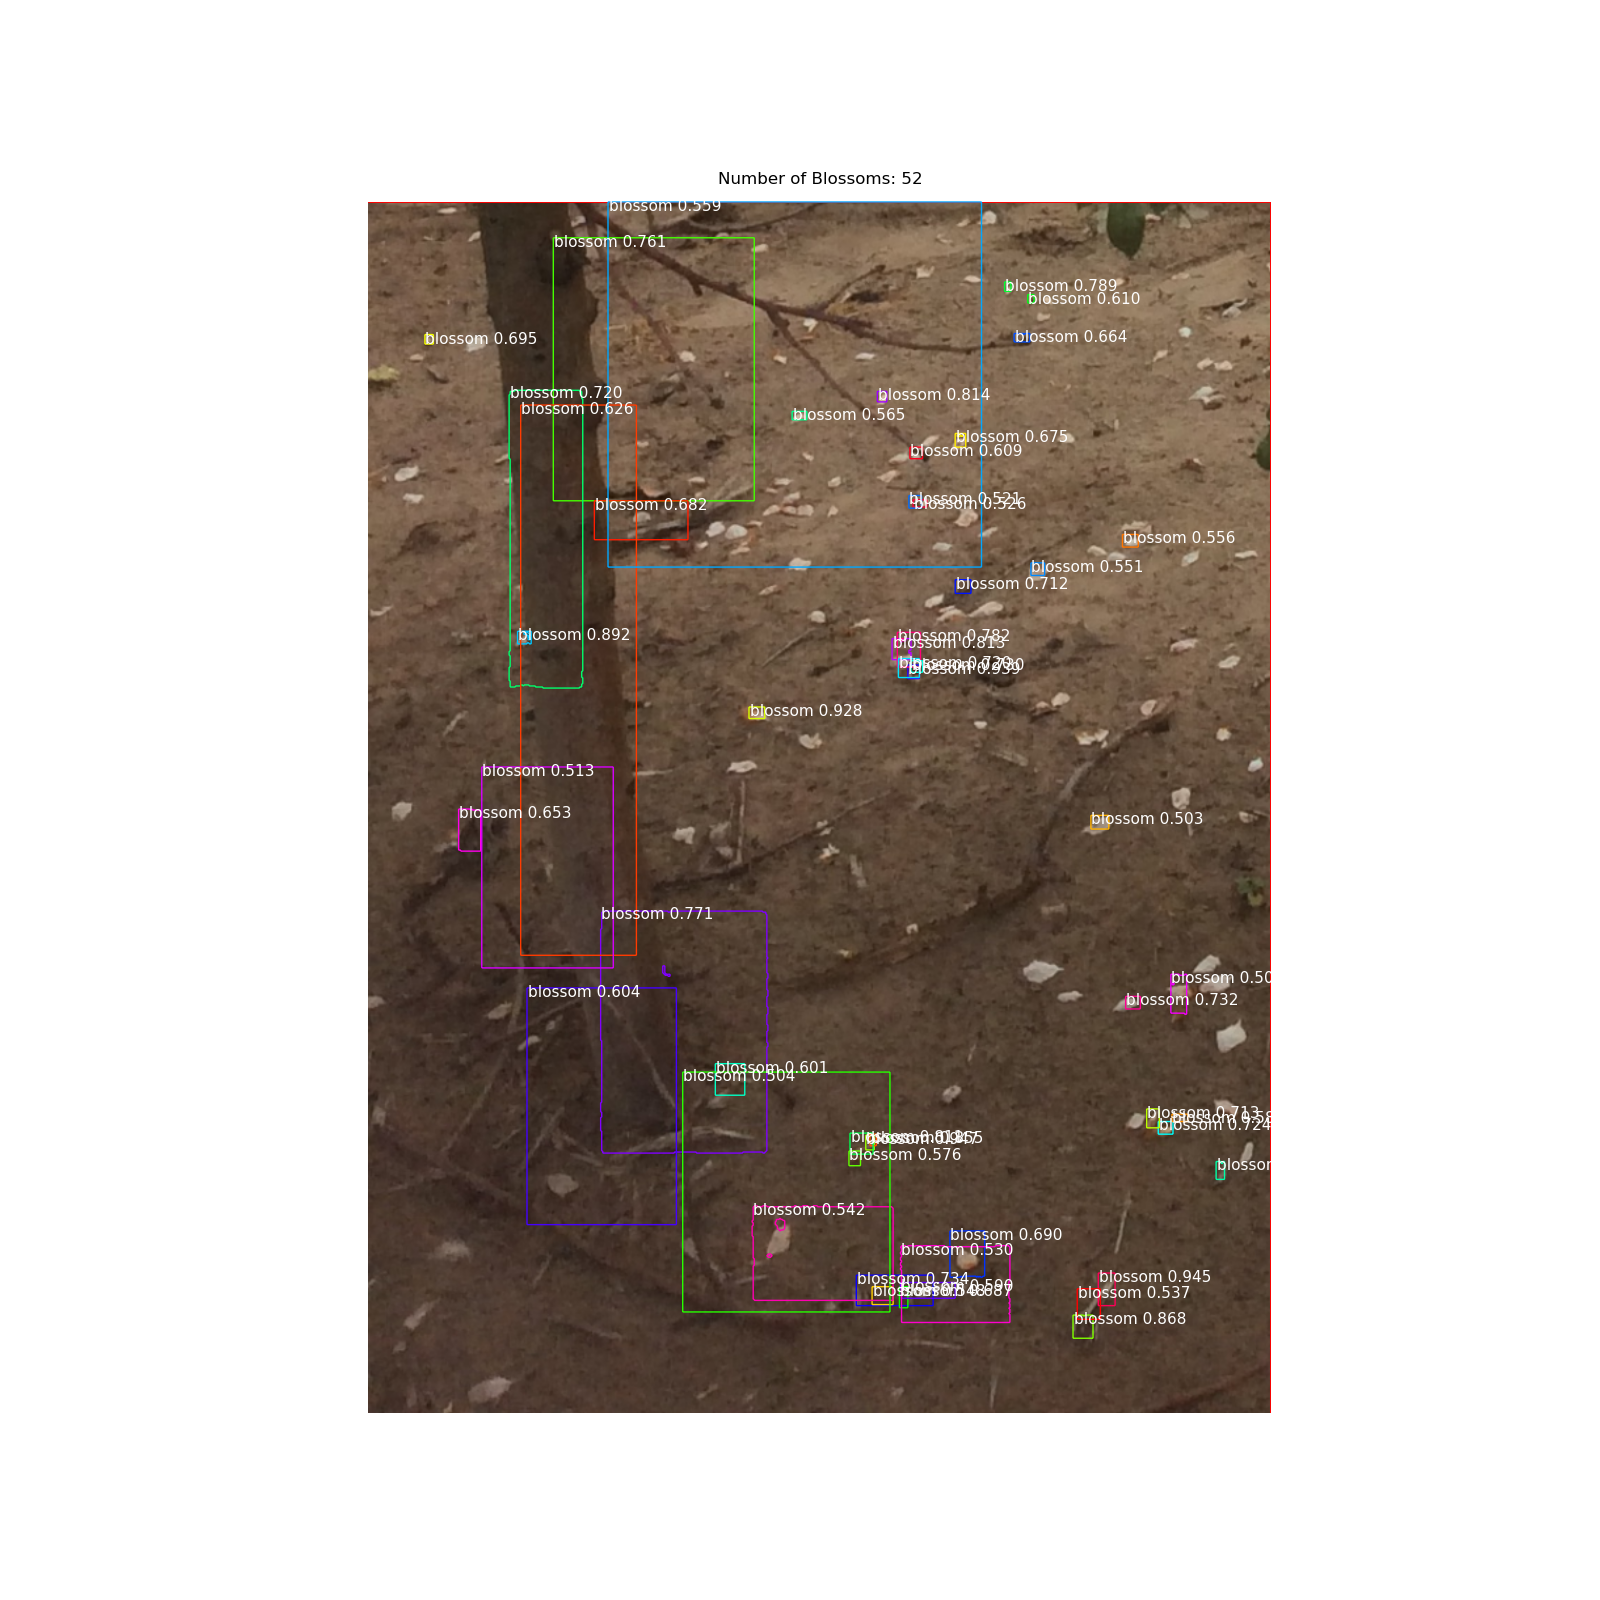 Number of Blossoms: 52
blossom 0.559
blossom 0.761
blossom 0.789
blossom 0.610
blossom 0.695
blossom 0.664
blossom 0.720
blossom 0.814
blossom 0.626
blossom 0.565
blossom 0.675
blossom 0.609
blossom 0.521
blossom 0.682
blossom 0.526
blossom 0.556
blossom 0.551
blossom 0.712
blossom 0.892
blossom 0.782
blossom 0.813
blossom 0.939
blossom 0.928
blossom 0.513
blossom 0.653
blossom 0.503
blossom 0.771
blossom 0.50
blossom 0.604
blossom 0.732
blossom 0.601
blossom 0.504
blossom 0.713
blossom 0.58
blossom 0.724
blossom 0.576
blossom
blossom 0.542
blossom 0.690
blossom 0.530
blossom 0.734
blossom 0.945
blossom 0.537
blossom 0.868